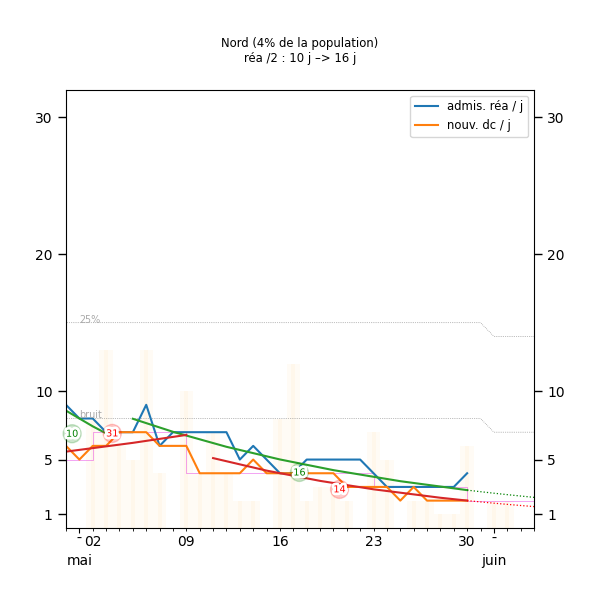 Nord (4% de la population)
réa /2 : 10 j –> 16 j
admis. réa / j
nouv. dc / j
30
30
20
20
25%
10
10
bruit
10
31
5
5
16
14
1
1
- 02 09 16 23 30 -
mai juin